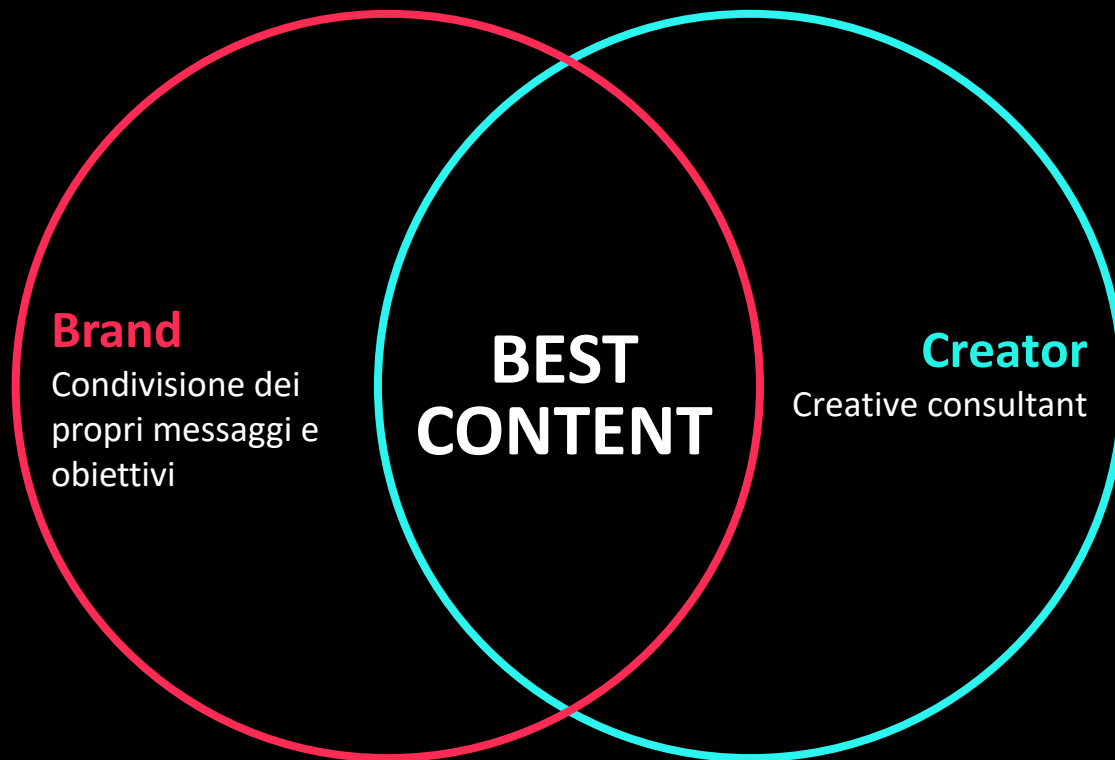 Brand
Condivisione dei
propri messaggi e
obiettivi
BEST
CONTENT
Creator
Creative consultant